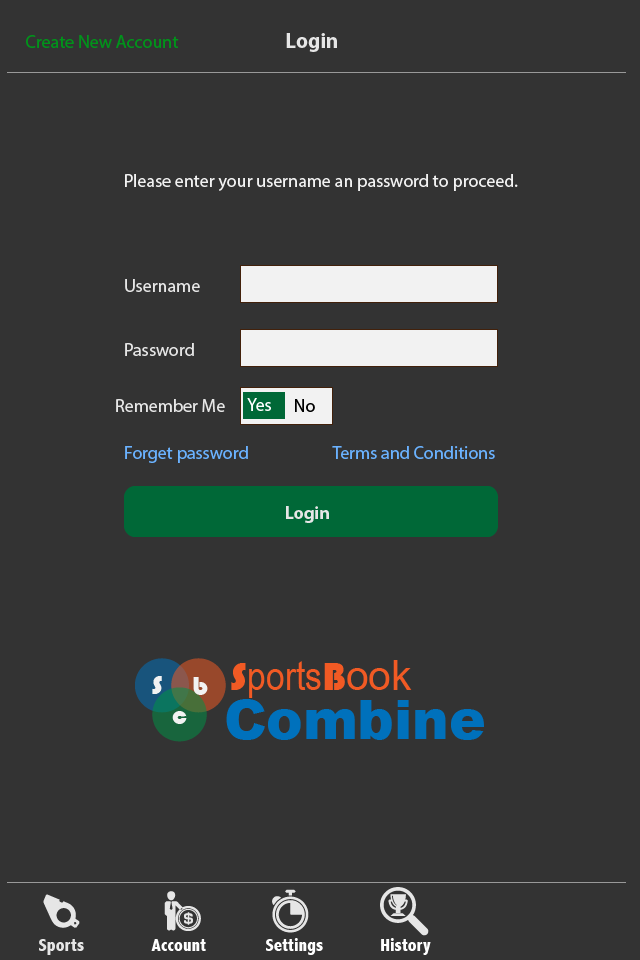 Create New Account Login
Please enter your username an password to proceed.
Username
Password
Remember Me Yes No
Forget password Terms and Conditions
Login
S b SportsBook
c Combine
$
Sports Account Settings History